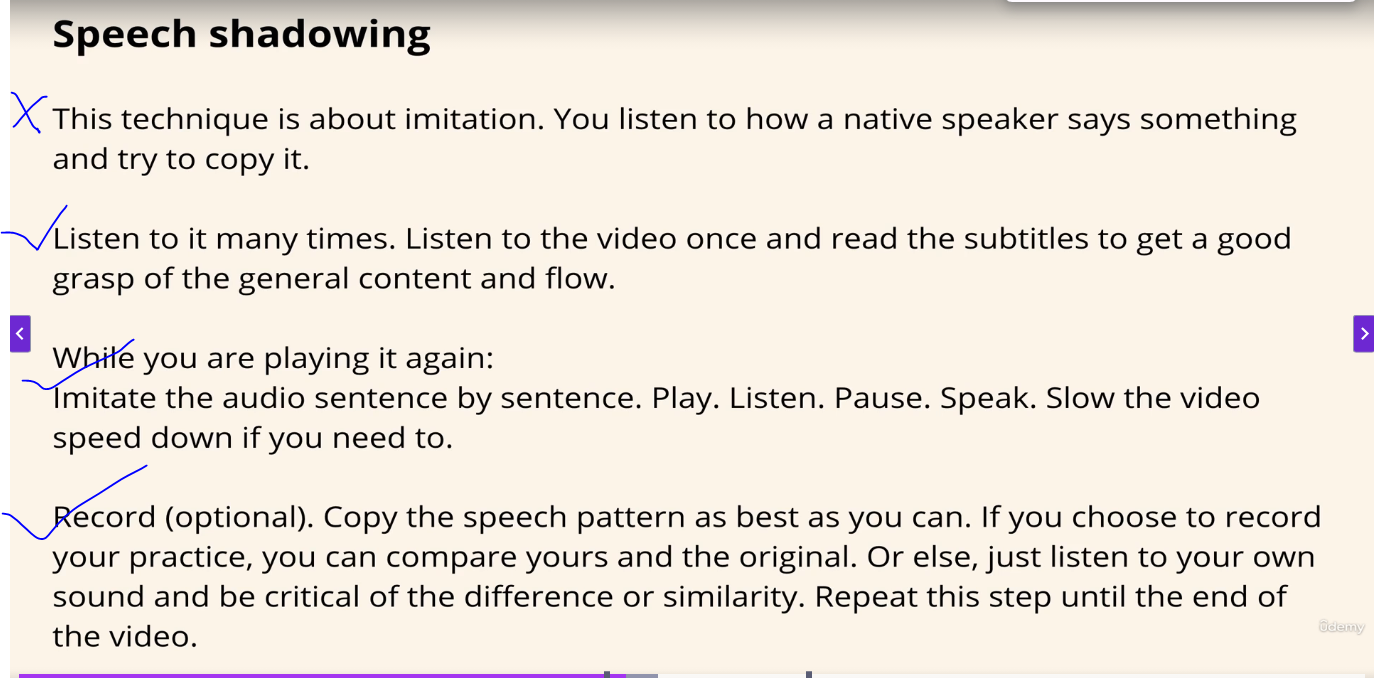 Speech shadowing
This technique is about imitation. You listen to how a native speaker says something
and try to copy it.
Listen to it many times. Listen to the video once and read the subtitles to get a good
grasp of the general content and flow.
While you are playing it again:
Imitate the audio sentence by sentence. Play. Listen. Pause. Speak. Slow the video
speed down if you need to.
Record (optional). Copy the speech pattern as best as you can. If you choose to record
your practice, you can compare yours and the original. Or else, just listen to your own
sound and be critical of the difference or similarity. Repeat this step until the end of
the video.
ûdemy